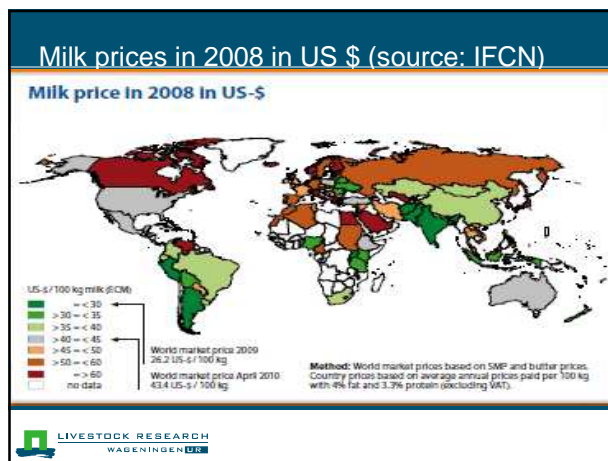 Milk prices in 2008 in US $ (source: IFCN)
Milk price in 2008 in US-$
US-$ / 100 kg milk (ECM)
=< 30
> 30 =< 35
> 35 =< 40
> 40 =< 45
> 45 =< 50
> 50 =< 60
=> 60
no data
World market price 2009
26.2 US-$ / 100 kg
World market price April 2010
43.4 US-$ / 100 kg
Method: World market prices based on SMP and butter prices.
Country prices based on average annual prices paid per 100 kg
with 4% fat and 3.3% protein (excluding VAT).
LIVESTOCK RESEARCH
WAGENINGEN UR